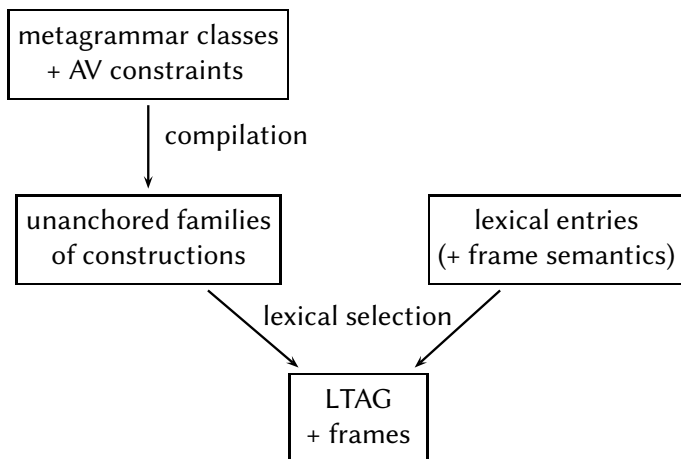 metagrammar classes
+ AV constraints
compilation
unanchored families
of constructions
lexical entries
(+ frame semantics)
lexical selection
LTAG
+ frames